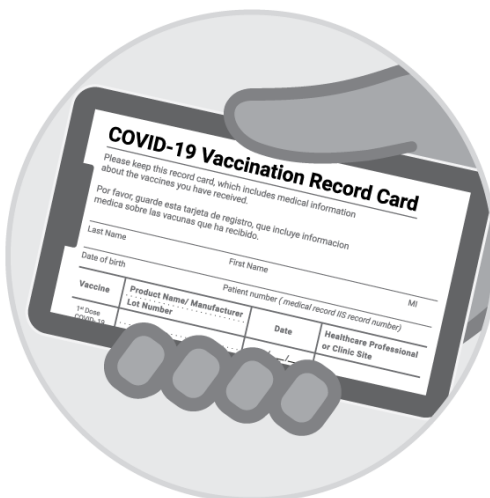 COVID-19 Vaccination Record Card
Please keep this record card, which includes medical information
about the vaccines you have received.
Por favor, guarde esta tarjeta de registro, que incluye informacion
medica sobre las vacunas que ha recibido.
Last Name First Name MI
Date of birth Patient number ( medical record IIS record number)
Vaccine Product Name/ Manufacturer Date Healthcare Professional
Lot Number or Clinic Site
1st Dose
COVID- 19